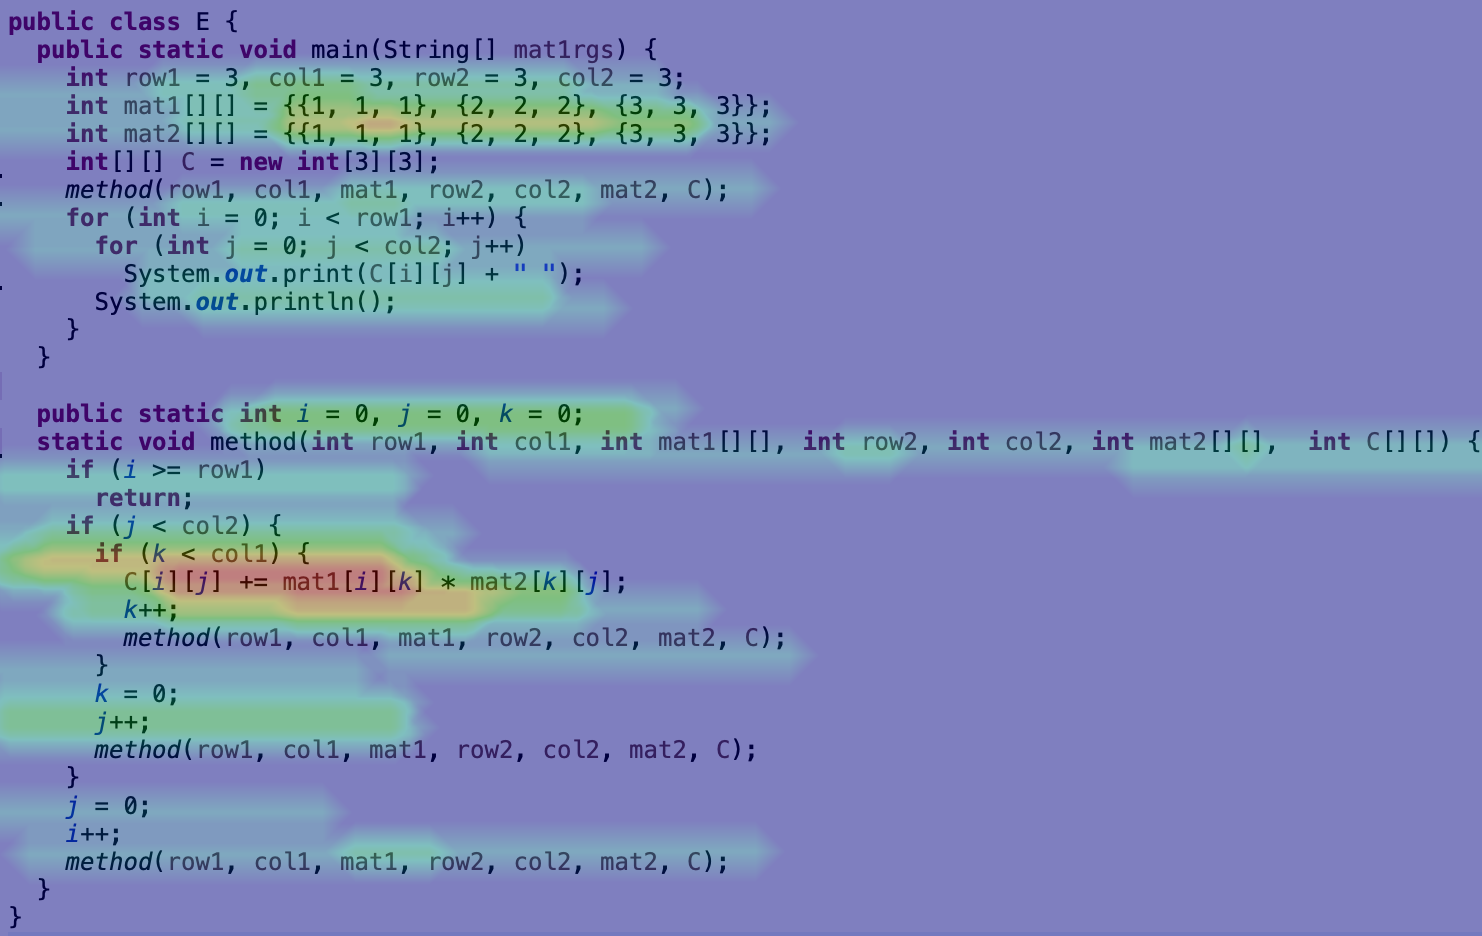 public class E {
  public static void main(String[] mat1rgs) {
    int row1 = 3, col1 = 3, row2 = 3, col2 = 3;
    int mat1[][] = {{1, 1, 1}, {2, 2, 2}, {3, 3, 3}};
    int mat2[][] = {{1, 1, 1}, {2, 2, 2}, {3, 3, 3}};
    int[][] C = new int[3][3];
    method(row1, col1, mat1, row2, col2, mat2, C);
    for (int i = 0; i < row1; i++) {
      for (int j = 0; j < col2; j++)
        System.out.print(C[i][j] + " ");
      System.out.println();
    }
  }

  public static int i = 0, j = 0, k = 0;
  static void method(int row1, int col1, int mat1[][], int row2, int col2, int mat2[][],  int C[][]) {
    if (i >= row1)
      return;
    if (j < col2) {
      if (k < col1) {
        C[i][j] += mat1[i][k] * mat2[k][j];
        k++;
        method(row1, col1, mat1, row2, col2, mat2, C);
      }
      k = 0;
      j++;
      method(row1, col1, mat1, row2, col2, mat2, C);
    }
    j = 0;
    i++;
    method(row1, col1, mat1, row2, col2, mat2, C);
  }
}